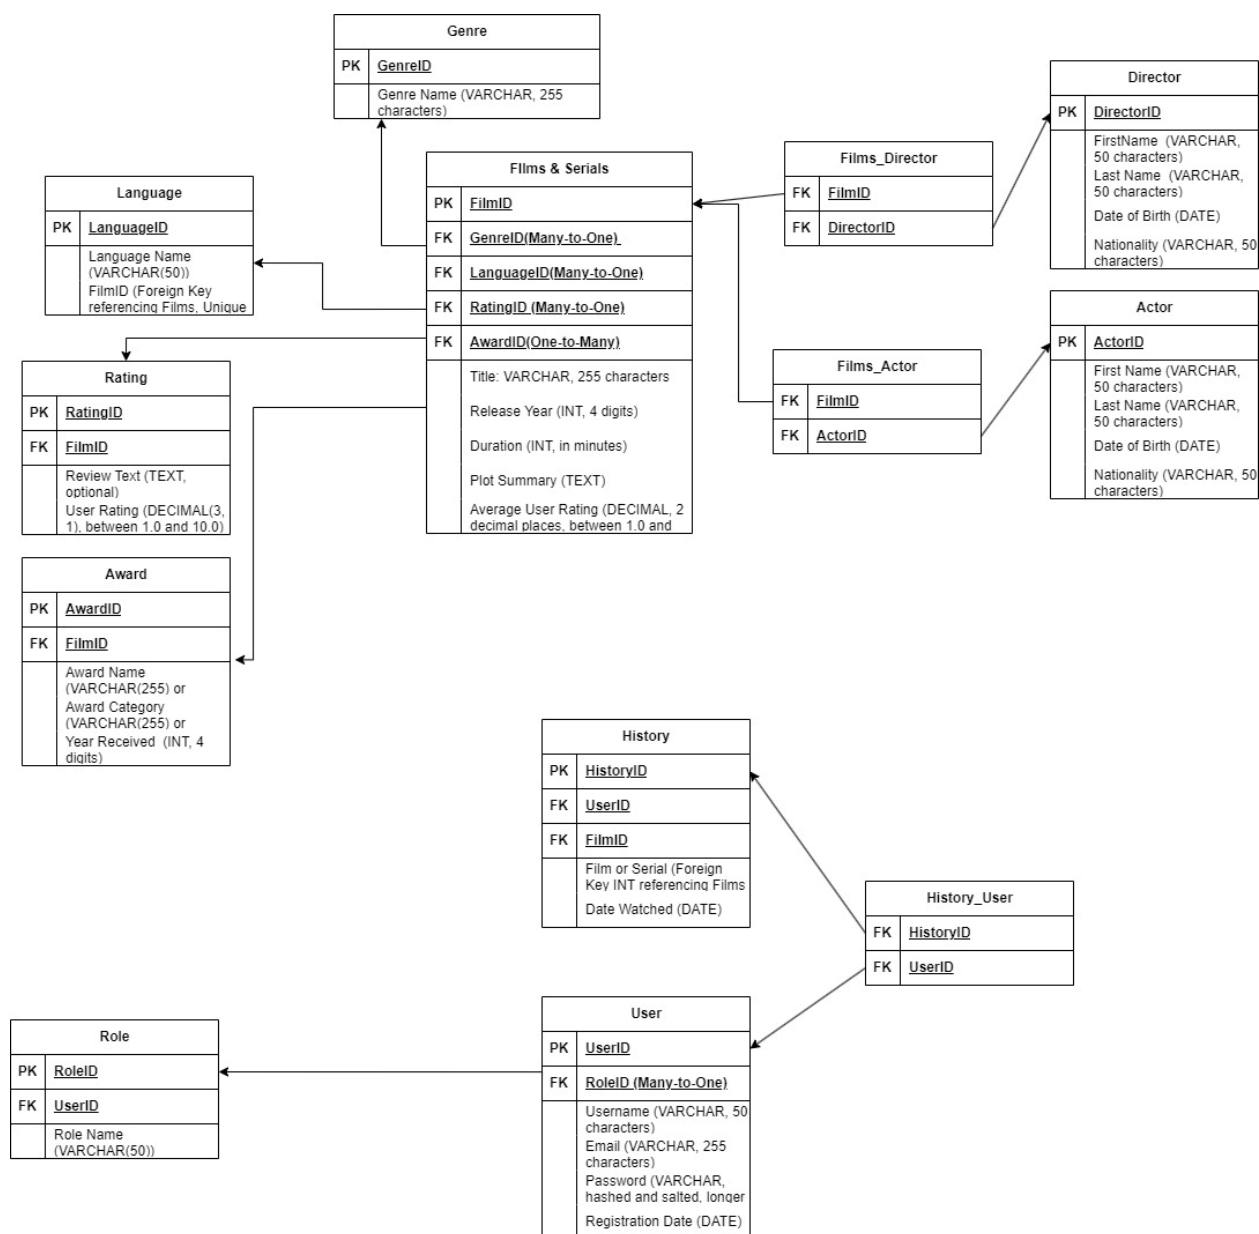 Genre
PK GenreID
Genre Name (VARCHAR, 255
characters)
Language
PK LanguageID
Language Name
(VARCHAR(50))
FilmID (Foreign Key
referencing Films, Unique
Rating
PK RatingID
FK FilmID
Review Text (TEXT,
optional)
User Rating (DECIMAL(3,
1), between 1.0 and 10.0)
Award
PK AwardID
FK FilmID
Award Name
(VARCHAR(255) or
Award Category
(VARCHAR(255) or
Year Received (INT, 4
digits)
FIlms & Serials
PK FilmID
FK GenreID(Many-to-One)
FK LanguageID(Many-to-One)
FK RatingID (Many-to-One)
FK AwardID(One-to-Many)
Title: VARCHAR, 255 characters
Release Year (INT, 4 digits)
Duration (INT, in minutes)
Plot Summary (TEXT)
Average User Rating (DECIMAL, 2
decimal places, between 1.0 and
Films_Director
FK FilmID
FK DirectorID
Director
PK DirectorID
FirstName (VARCHAR,
50 characters)
Last Name (VARCHAR,
50 characters)
Date of Birth (DATE)
Nationality (VARCHAR, 50
characters)
Films_Actor
FK FilmID
FK ActorID
Actor
PK ActorID
First Name (VARCHAR,
50 characters)
Last Name (VARCHAR,
50 characters)
Date of Birth (DATE)
Nationality (VARCHAR, 50
characters)
History
PK HistoryID
FK UserID
FK FilmID
Film or Serial (Foreign
Key INT referencing Films
Date Watched (DATE)
History_User
FK HistoryID
FK UserID
User
PK UserID
FK RoleID (Many-to-One)
Username (VARCHAR, 50
characters)
Email (VARCHAR, 255
characters)
Password (VARCHAR,
hashed and salted, longer
Registration Date (DATE)
Role
PK RoleID
FK UserID
Role Name
(VARCHAR(50))